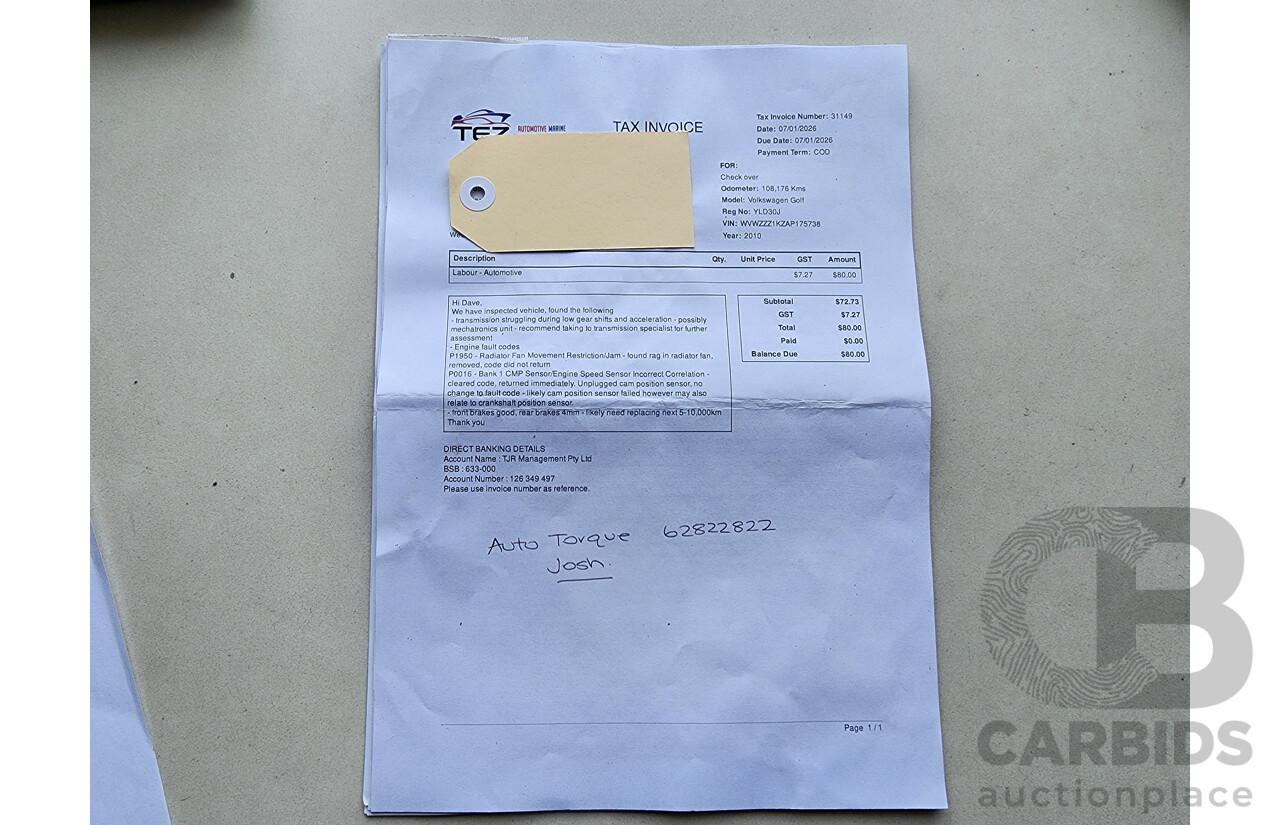 TEZ AUTOMOTIVE MARINE
TAX INVOICE
Tax Invoice Number: 31149
Date: 07/01/2026
Due Date: 07/01/2026
Payment Term: COD
FOR:
Check over
Odometer: 108,176 Kms
Model: Volkswagen Golf
Reg No: YLD30J
VIN: WVWZZZ1KZAP175738
Year: 2010
Description Qty. Unit Price GST Amount
Labour - Automotive $7.27 $80.00
Hi Dave,
We have inspected vehicle, found the following
- transmission struggling during low gear shifts and acceleration - possibly
mechatronics unit - recommend taking to transmission specialist for further
assessment
- Engine fault codes
P1950 - Radiator Fan Movement Restriction/Jam - found rag in radiator fan,
removed, code did not return
P0016 - Bank 1 CMP Sensor/Engine Speed Sensor Incorrect Correlation -
cleared code, returned immediately. Unplugged cam position sensor, no
change to fault code - likely cam position sensor failed however may also
relate to crankshaft position sensor.
- front brakes good, rear brakes 4mm - likely need replacing next 5-10,000km
Thank you
Subtotal $72.73
GST $7.27
Total $80.00
Paid $0.00
Balance Due $80.00
DIRECT BANKING DETAILS
Account Name : TJR Management Pty Ltd
BSB : 633-000
Account Number : 126 349 497
Please use invoice number as reference.
Auto Torque 62822822
Josh.
Page 1 / 1
CB
CARBIDS
auctionplace